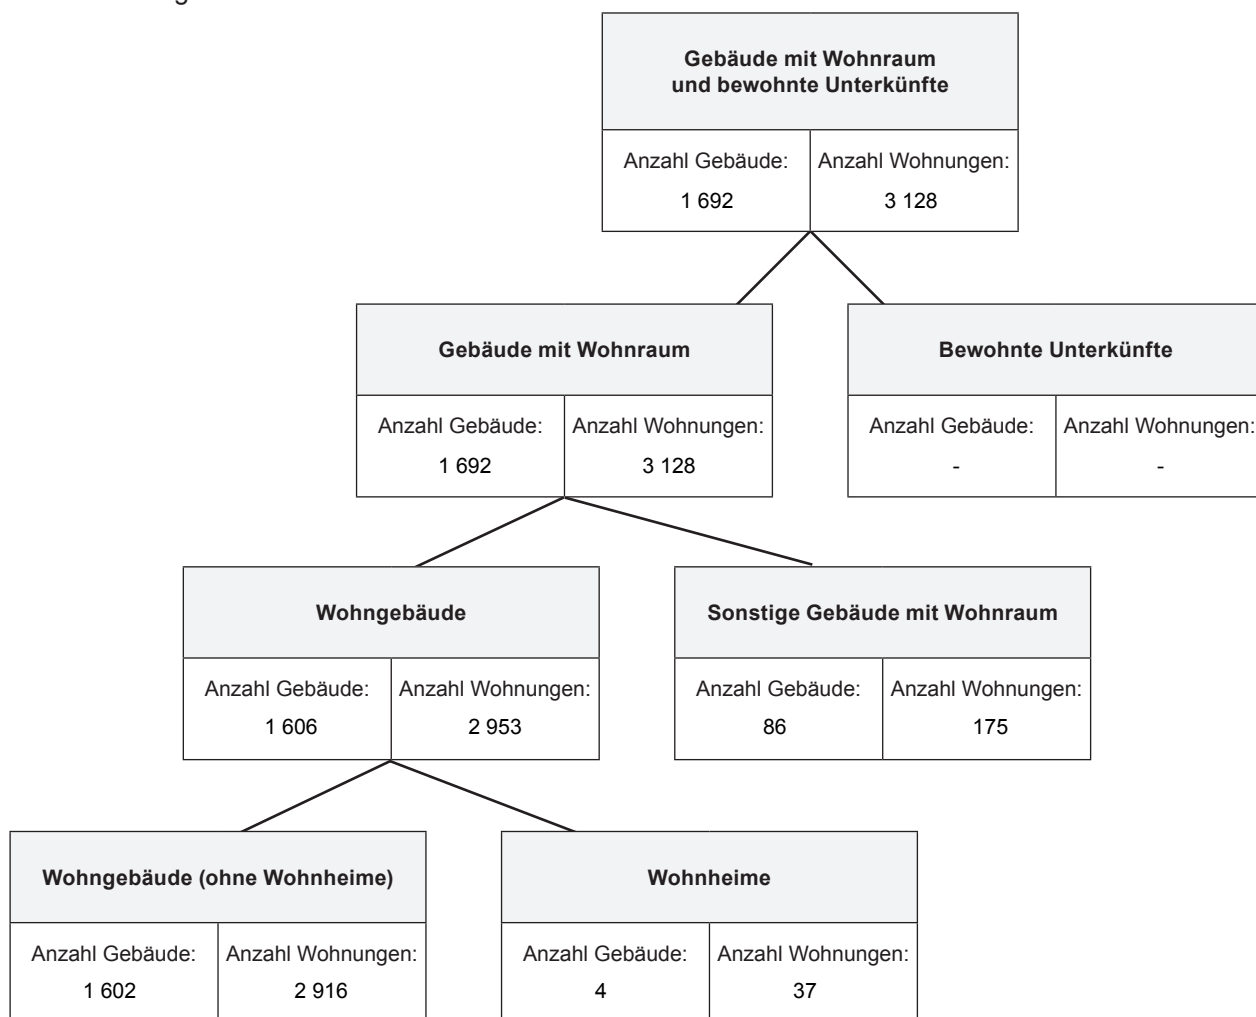 Gebäude mit Wohnraum
und bewohnte Unterkünfte
Anzahl Gebäude:
1 692
Anzahl Wohnungen:
3 128
Gebäude mit Wohnraum
Anzahl Gebäude:
1 692
Anzahl Wohnungen:
3 128
Bewohnte Unterkünfte
Anzahl Gebäude:
-
Anzahl Wohnungen:
-
Wohngebäude
Anzahl Gebäude:
1 606
Anzahl Wohnungen:
2 953
Sonstige Gebäude mit Wohnraum
Anzahl Gebäude:
86
Anzahl Wohnungen:
175
Wohngebäude (ohne Wohnheime)
Anzahl Gebäude:
1 602
Anzahl Wohnungen:
2 916
Wohnheime
Anzahl Gebäude:
4
Anzahl Wohnungen:
37